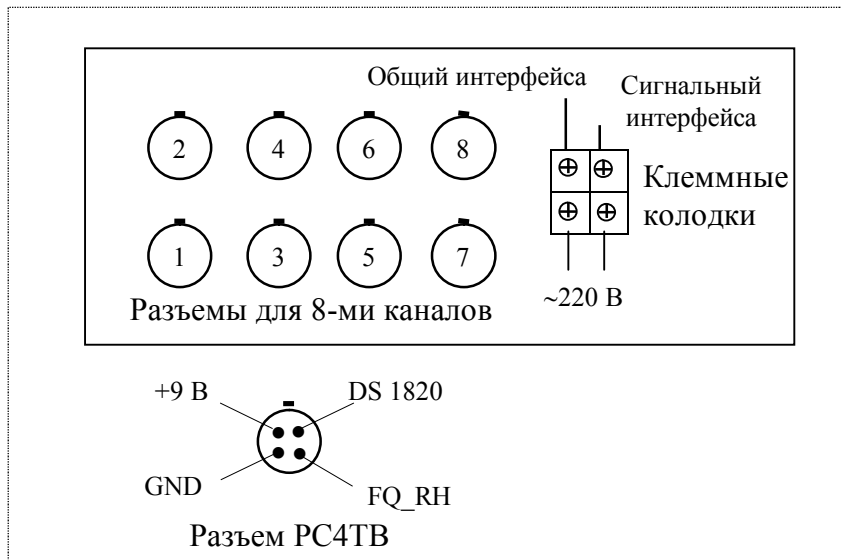 Общий интерфейса
Сигнальный
интерфейса
2 4 6 8
Клеммные
колодки
1 3 5 7
~220 В
Разъемы для 8-ми каналов
+9 В
DS 1820
GND
FQ_RH
Разъем РС4ТВ